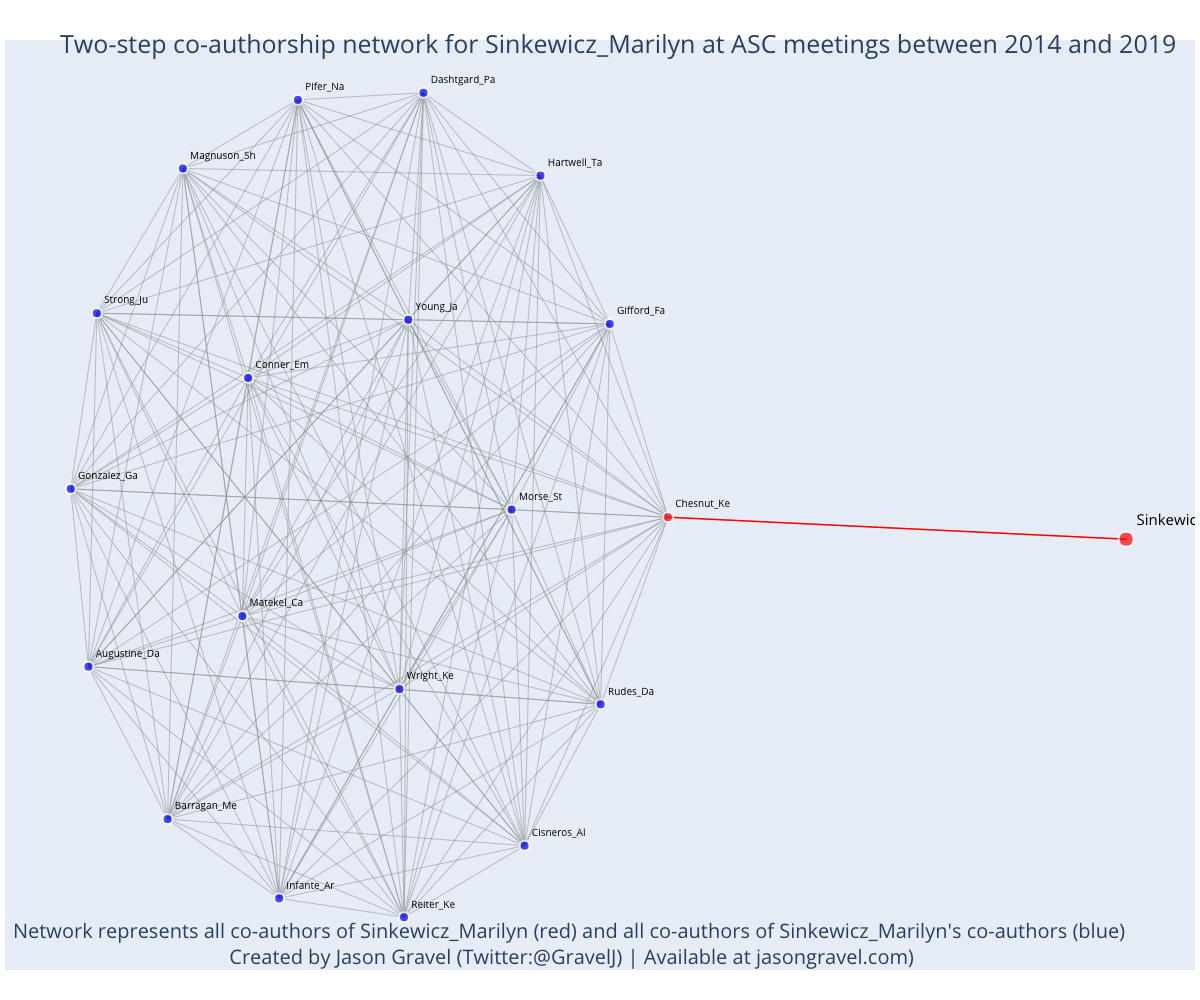 Two-step co-authorship network for Sinkewicz_Marilyn at ASC meetings between 2014 and 2019
Dashtgard_Pa
Pifer_Na
Magnuson_Sh
Hartwell_Ta
Strong_Ju
Young_Ja
Gifford_Fa
Conner_Em
Gonzalez_Ga
Morse_St
Chesnut_Ke
Sinkewic
Matekel_Ca
Augustine_Da
Wright_Ke
Rudes_Da
Barragan_Me
Cisneros_Al
Infante_Ar
Reiter_Ke
Network represents all co-authors of Sinkewicz_Marilyn (red) and all co-authors of Sinkewicz_Marilyn's co-authors (blue)
Created by Jason Gravel (Twitter:@GravelJ) | Available at jasongravel.com)